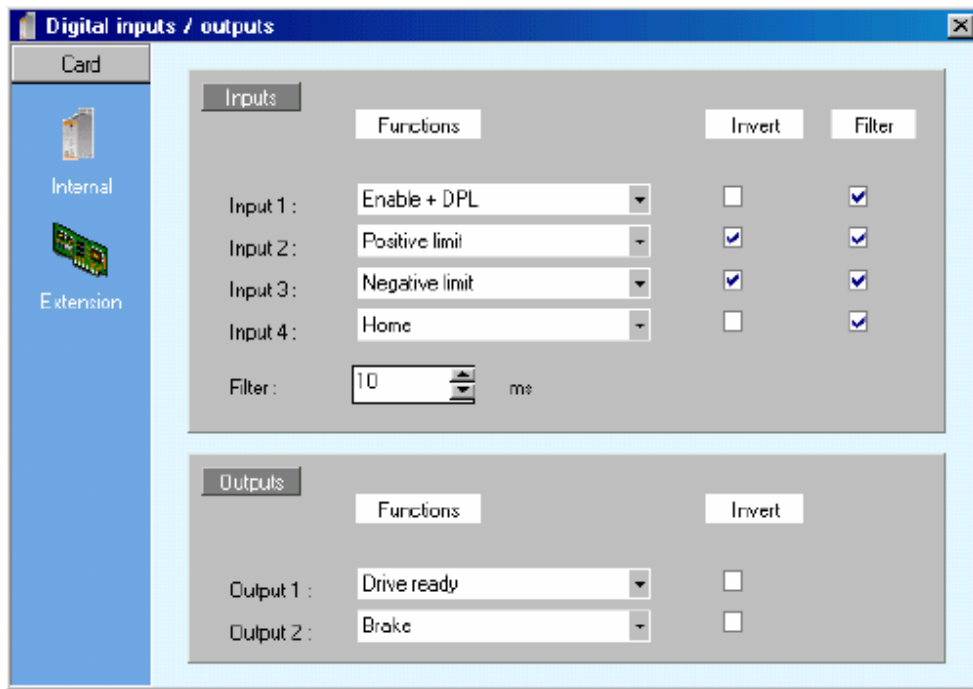 Digital inputs / outputs
Card
Internal
Extension
Inputs
Functions Invert Filter
Input 1 : Enable + DPL
Input 2 : Positive limit
Input 3 : Negative limit
Input 4 : Home
Filter : 10 ms
Outputs
Functions Invert
Output 1 : Drive ready
Output 2 : Brake